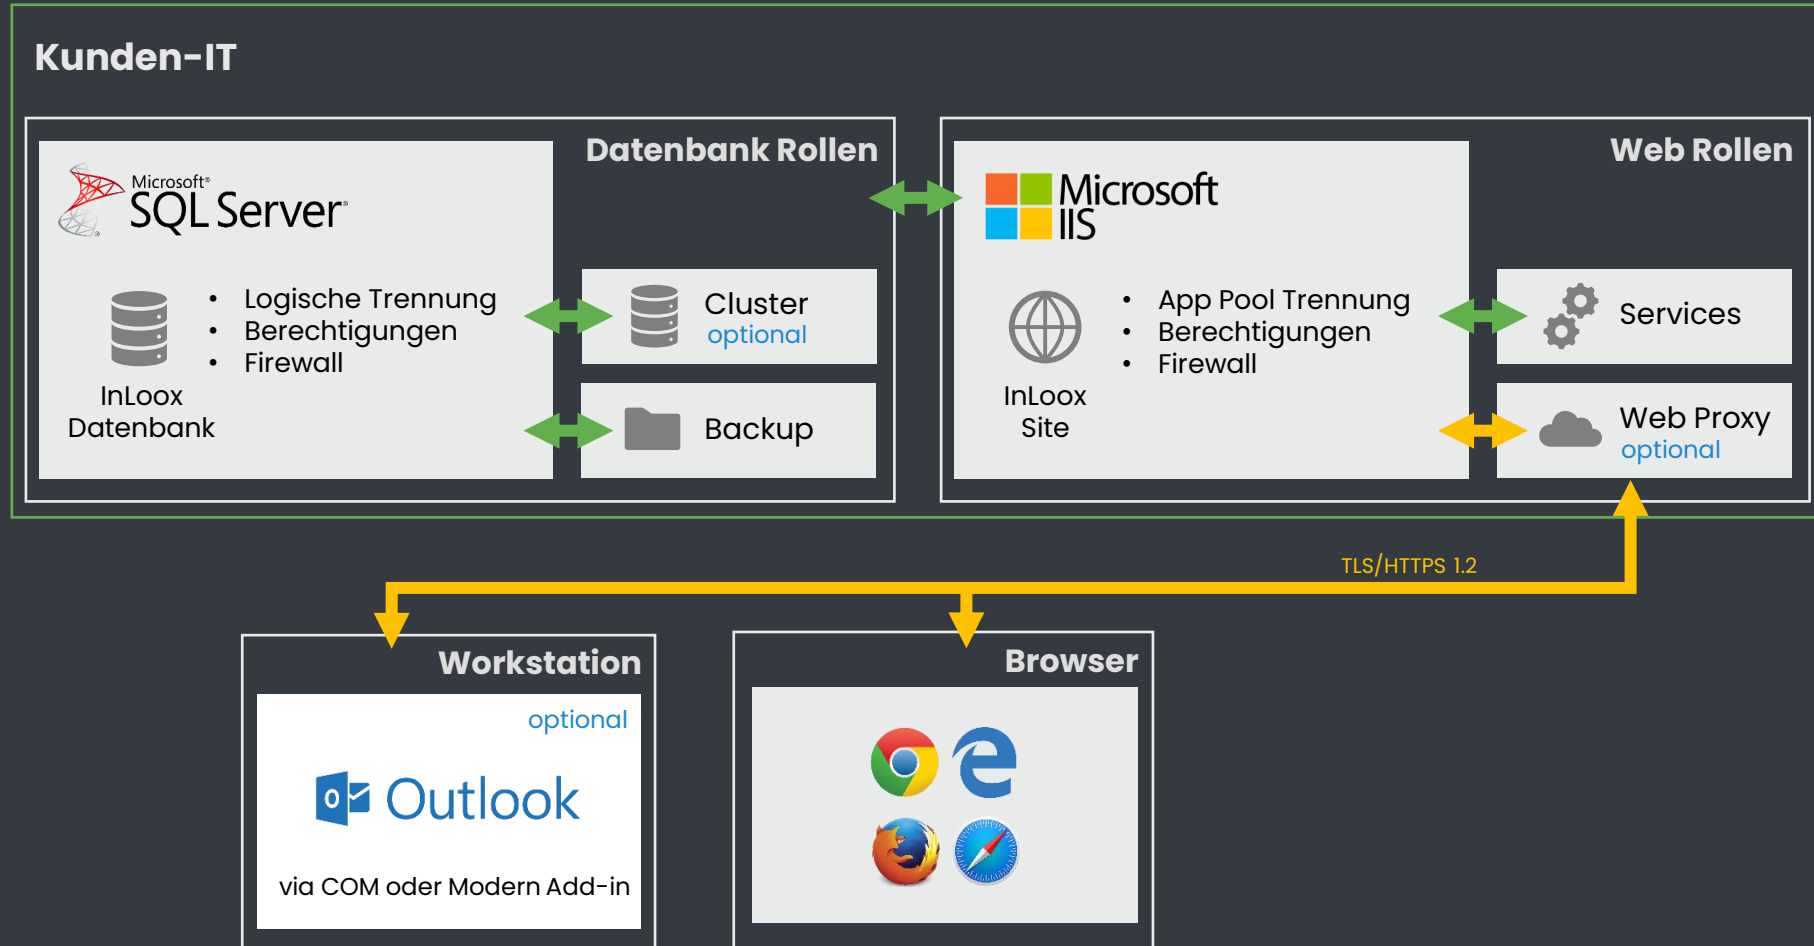 Kunden-IT
Datenbank Rollen
Microsoft®
SQL Server®
• Logische Trennung
• Berechtigungen
• Firewall
InLoox
Datenbank
Cluster
optional
Backup
Web Rollen
Microsoft
IIS
• App Pool Trennung
• Berechtigungen
• Firewall
InLoox
Site
Services
Web Proxy
optional
TLS/HTTPS 1.2
Workstation
optional
Outlook
via COM oder Modern Add-in
Browser